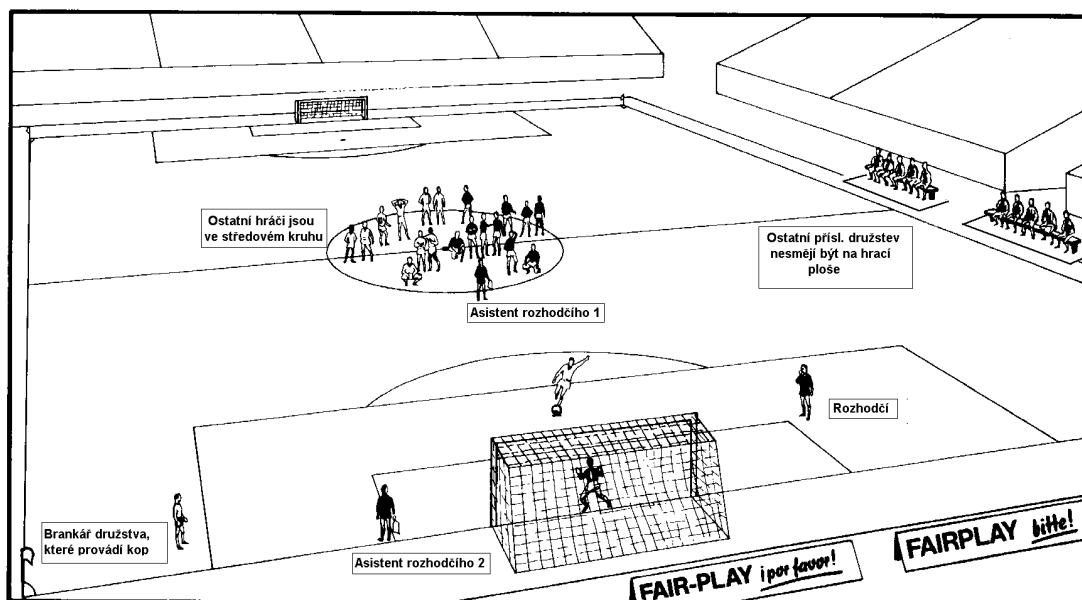 Ostatní hráči jsou
ve středovém kruhu
Ostatní přísl. družstev
nesmějí být na hrací
ploše
Asistent rozhodčího 1
Rozhodčí
Brankář družstva,
které provádí kop
Asistent rozhodčího 2
FAIR-PLAY ¡por favor!
FAIRPLAY bitte!